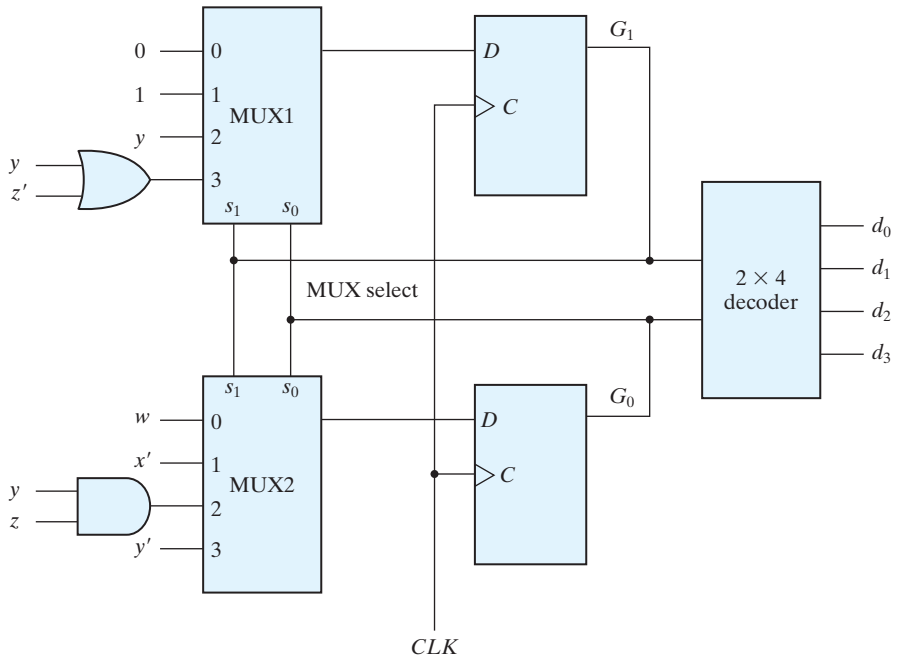 0
0
1
1
MUX1
y
2
y
z′
3
s₁
s₀
D
C
G₁
MUX select
2 × 4
decoder
d₀
d₁
d₂
d₃
s₁
s₀
w
0
x′
1
MUX2
y
z
2
y′
3
D
C
G₀
CLK